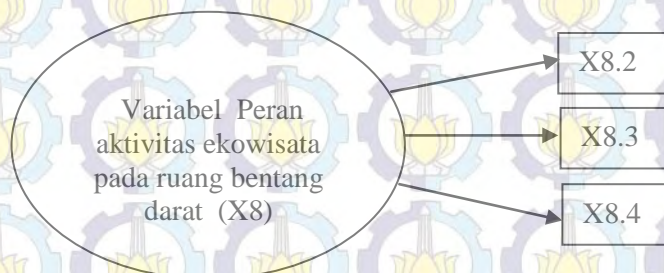 Variabel Peran
aktivitas ekowisata
pada ruang bentang
darat (X8)
X8.2
X8.3
X8.4